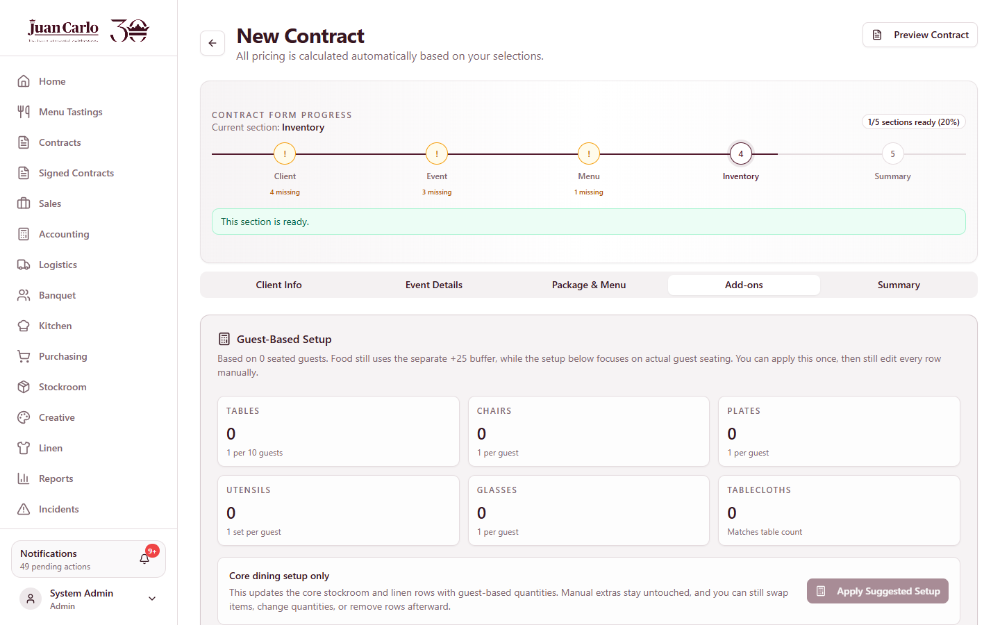 Juan Carlo 30
Home
Menu Tastings
Contracts
Signed Contracts
Sales
Accounting
Logistics
Banquet
Kitchen
Purchasing
Stockroom
Creative
Linen
Reports
Incidents
Notifications
49 pending actions
9+
System Admin
Admin
New Contract
All pricing is calculated automatically based on your selections.
Preview Contract
CONTRACT FORM PROGRESS
Current section: Inventory
1/5 sections ready (20%)
! ! ! 4 5
Client Event Menu Inventory Summary
4 missing 3 missing 1 missing
This section is ready.
Client Info Event Details Package & Menu Add-ons Summary
Guest-Based Setup
Based on 0 seated guests. Food still uses the separate +25 buffer, while the setup below focuses on actual guest seating. You can apply this once, then still edit every row
manually.
TABLES
0
1 per 10 guests
CHAIRS
0
1 per guest
PLATES
0
1 per guest
UTENSILS
0
1 set per guest
GLASSES
0
1 per guest
TABLECLOTHS
0
Matches table count
Core dining setup only
This updates the core stockroom and linen rows with guest-based quantities. Manual extras stay untouched, and you can still swap
items, change quantities, or remove rows afterward.
Apply Suggested Setup